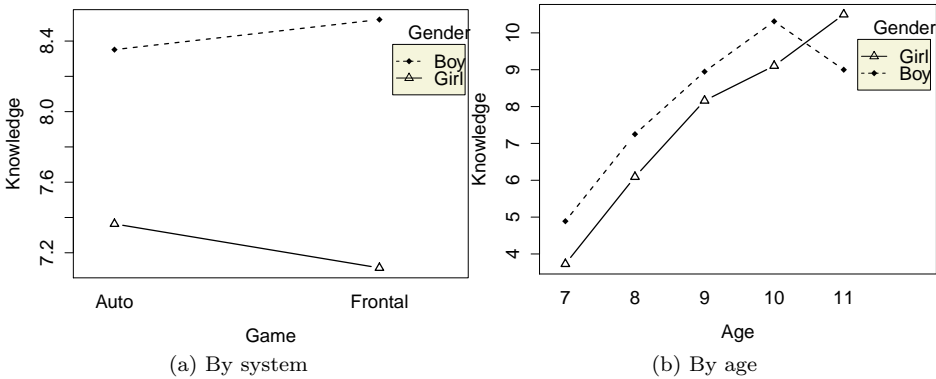 Knowledge
8.4
8.0
7.6
7.2
Gender
Boy
Girl
Auto
Frontal
Game
(a) By system
Knowledge
10
9
8
7
6
5
4
Gender
Girl
Boy
7
8
9
10
11
Age
(b) By age